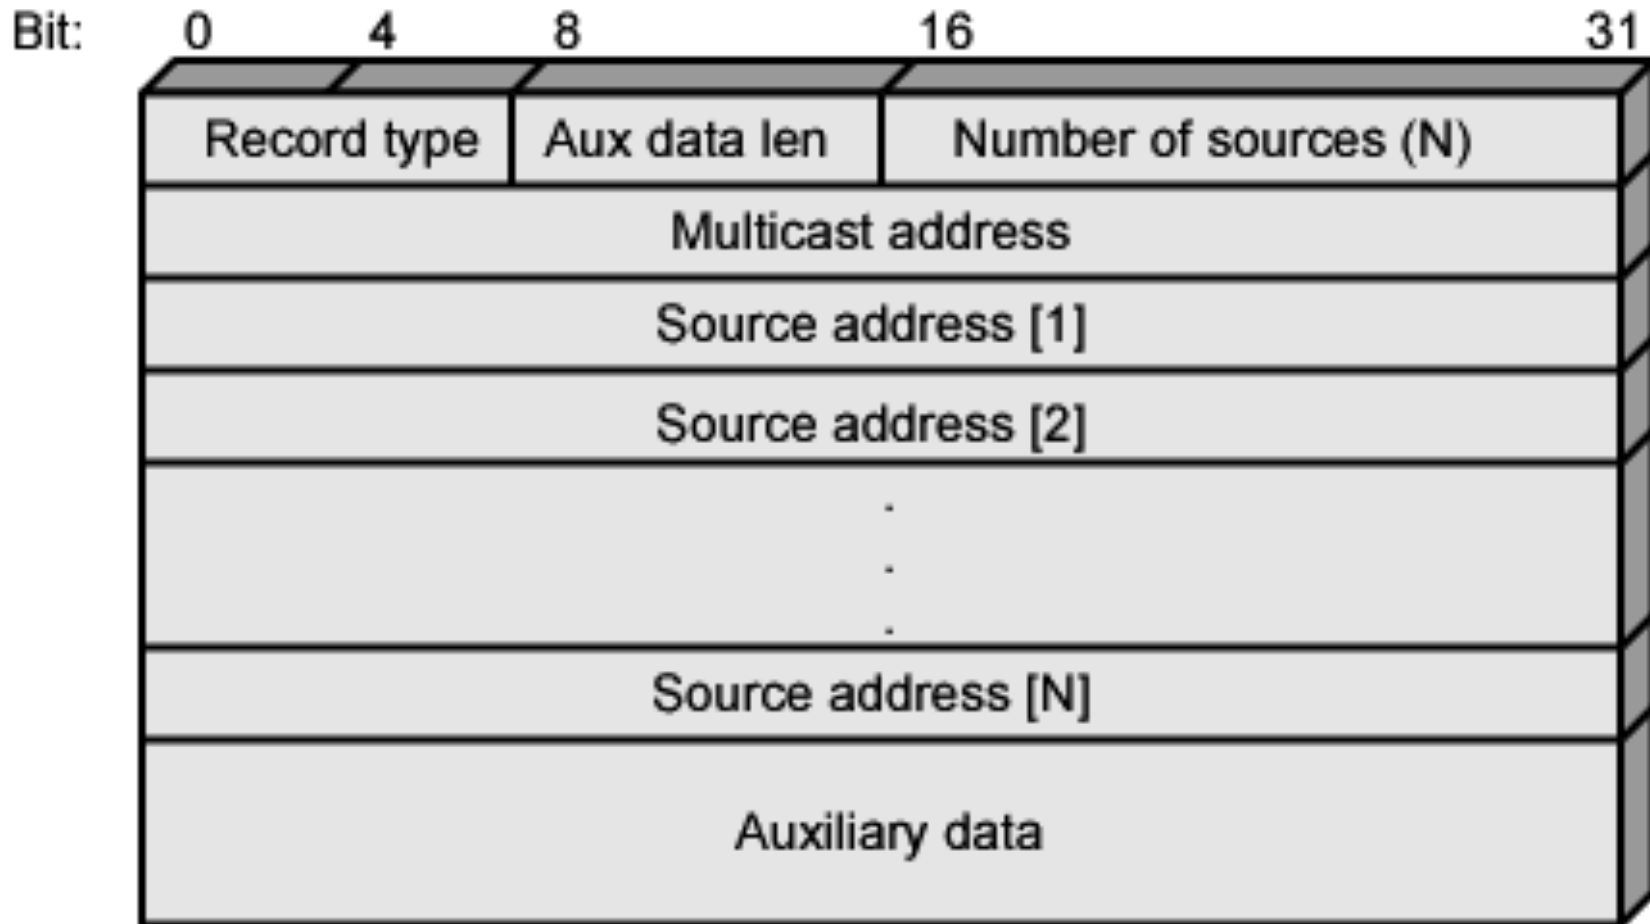 Bit: 0 4 8 16 31
Record type Aux data len Number of sources (N)
Multicast address
Source address [1]
Source address [2]
.
.
.
Source address [N]
Auxiliary data